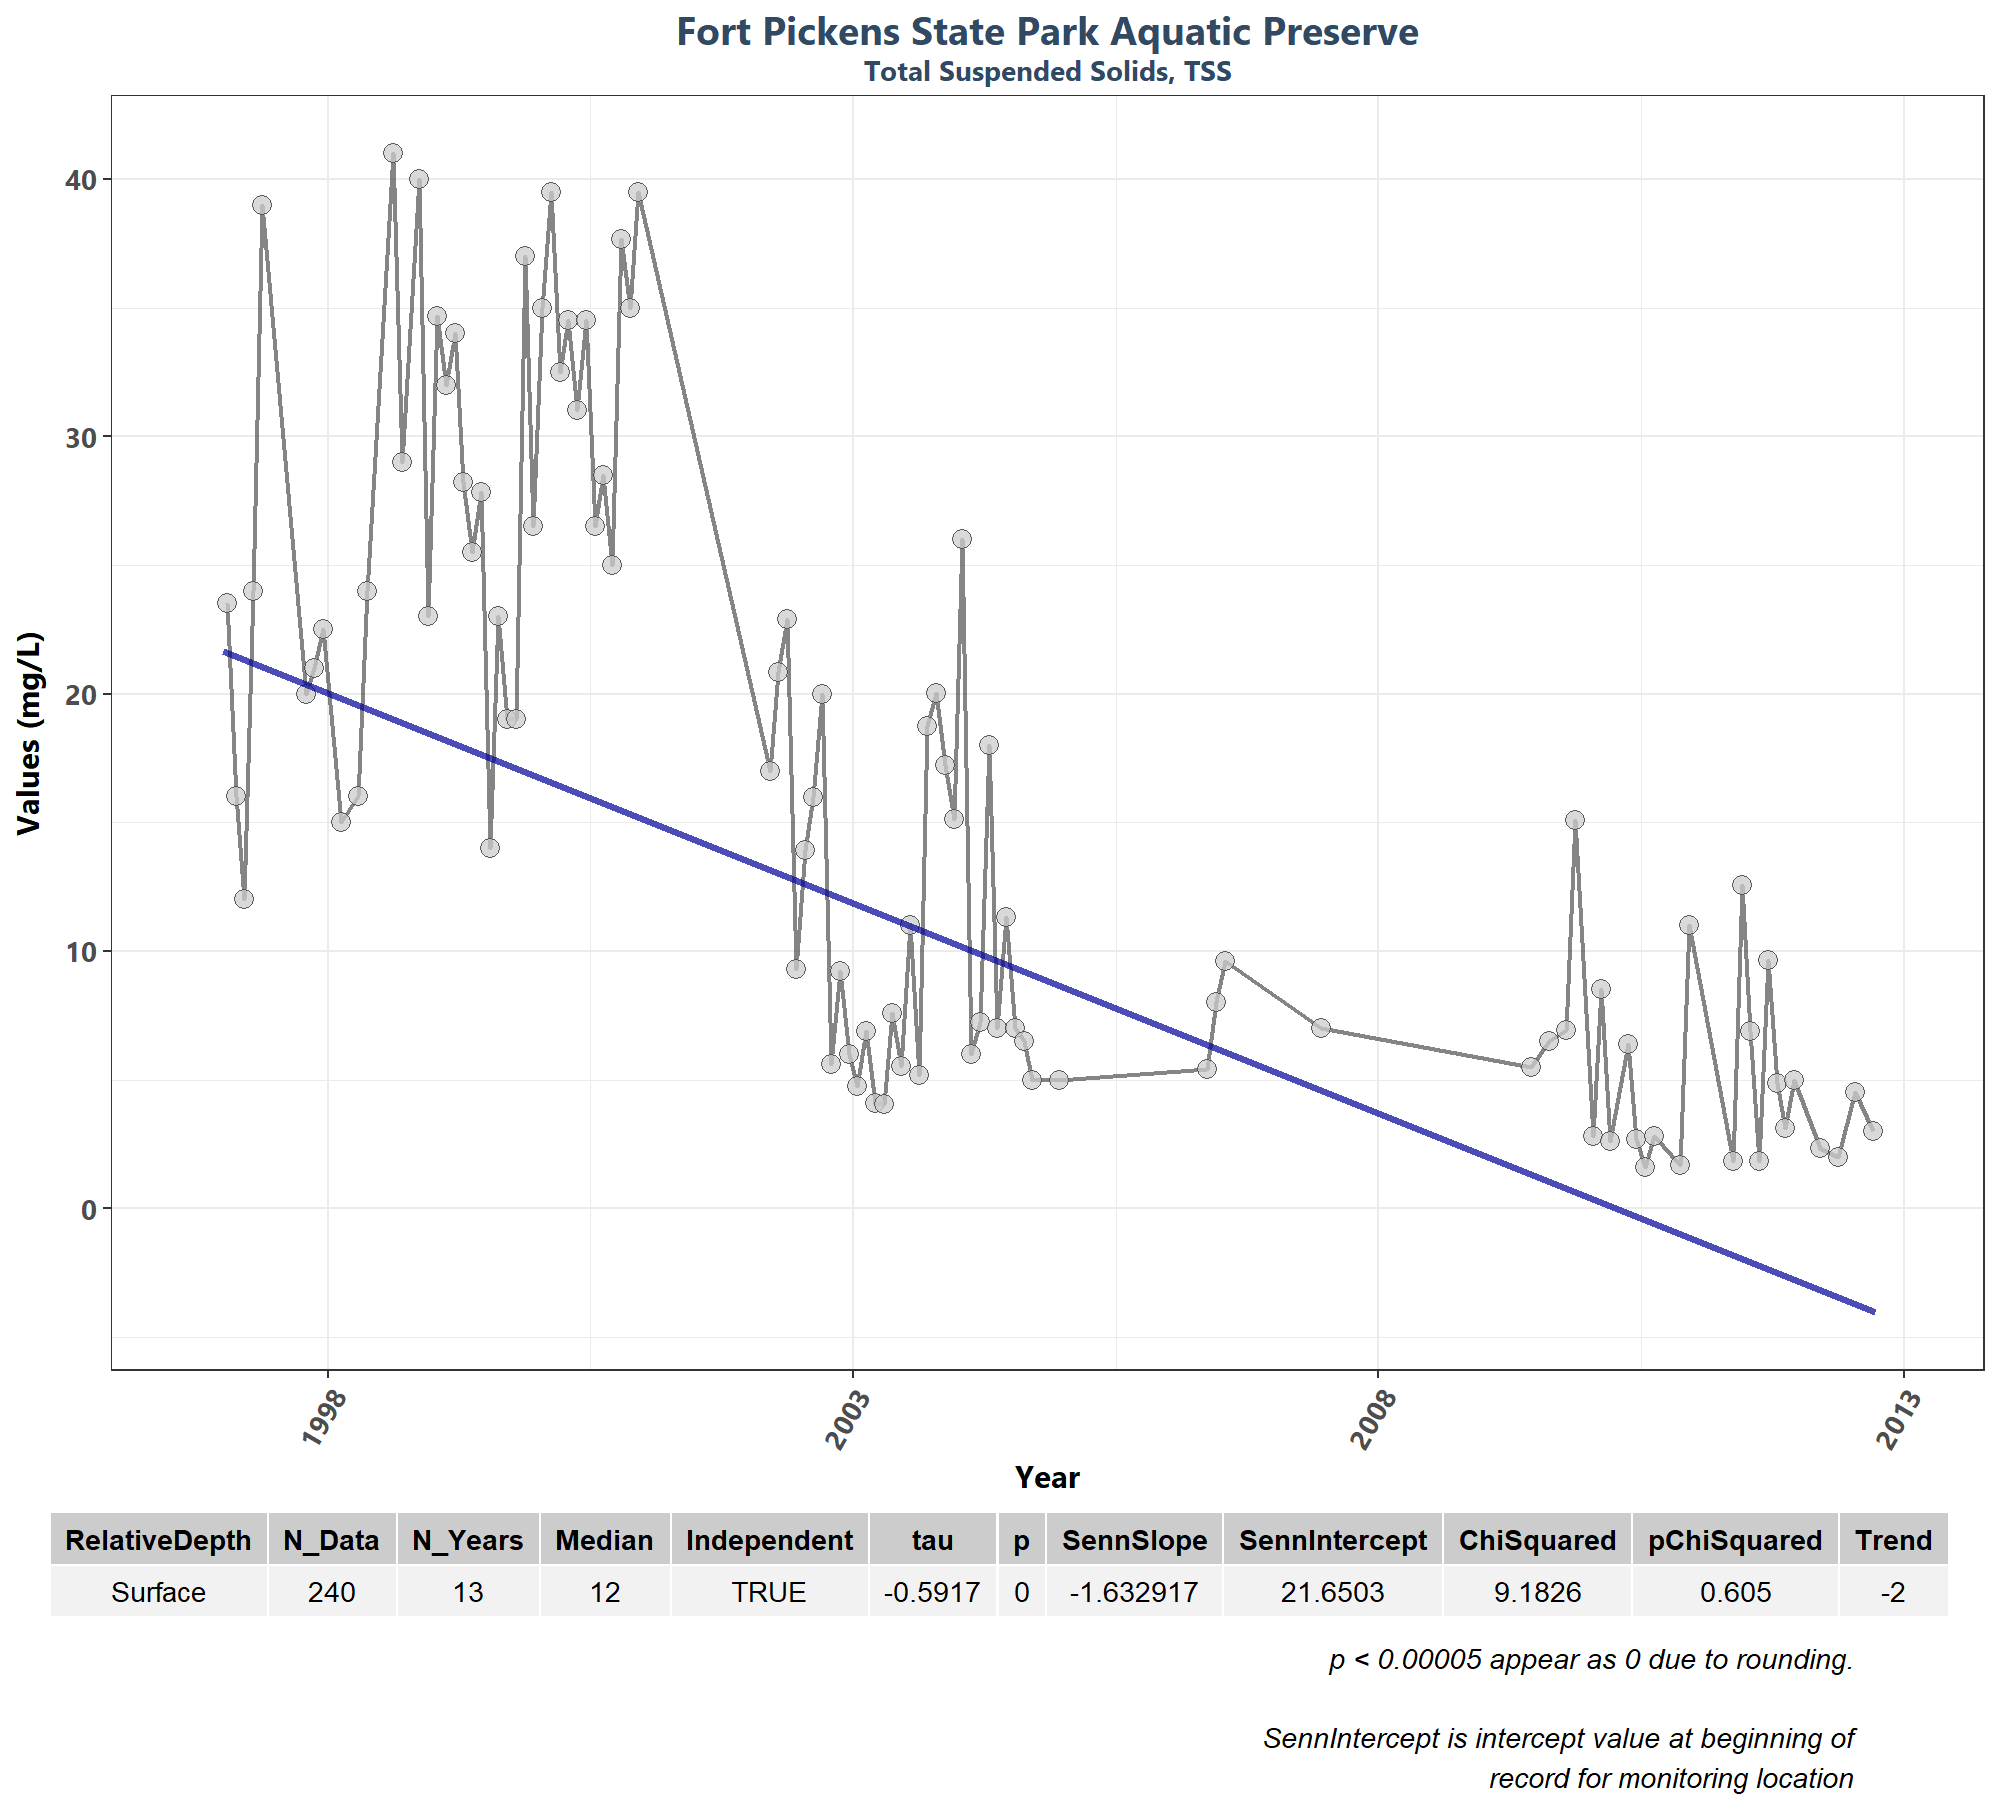 Fort Pickens State Park Aquatic Preserve
Total Suspended Solids, TSS
Values (mg/L)
40
30
20
10
0
1998
2003
2008
2013
Year
RelativeDepth N_Data N_Years Median Independent tau p SennSlope SennIntercept ChiSquared pChiSquared Trend
Surface 240 13 12 TRUE -0.5917 0 -1.632917 21.6503 9.1826 0.605 -2
p < 0.00005 appear as 0 due to rounding.
SennIntercept is intercept value at beginning of
record for monitoring location